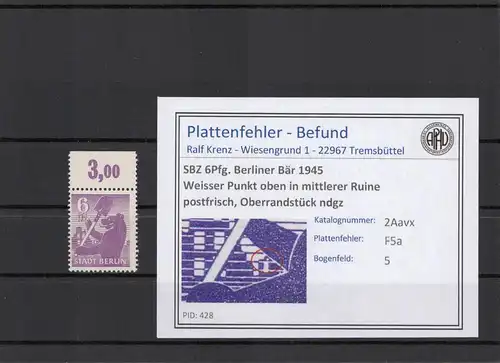 Plattenfehler - Befund
Ralf Krenz - Wiesengrund 1 - 22967 Tremsbüttel
SBZ 6Pfg. Berliner Bär 1945
Weisser Punkt oben in mittlerer Ruine
postfrisch, Oberrandstück ndgz
Katalognummer: 2Aavx
Plattenfehler: F5a
Bogenfeld: 5
PID: 428
3,00
6
STADT BERLIN